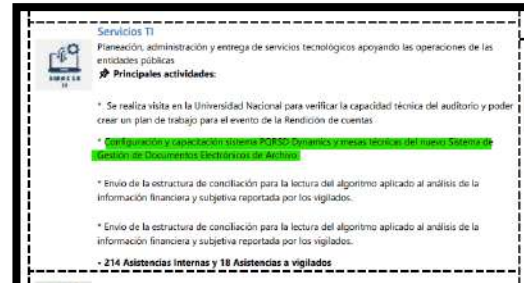 Servicios TI
Planeación, administración y entrega de servicios tecnológicos apoyando las operaciones de las
entidades públicas
Principales actividades:
* Se realiza visita en la Universidad Nacional para verificar la capacidad técnica del auditorio y poder
crear un plan de trabajo para el evento de la Rendición de cuentas
* Configuración y capacitación sistema PQRSD Dynamics y mesas técnicas del nuevo Sistema de
Gestión de Documentos Electrónicos de Archivo.
* Envio de la estructura de conciliación para la lectura del algoritmo aplicado al análisis de la
información financiera y subjetiva reportada por los vigilados.
* Envio de la estructura de conciliación para la lectura del algoritmo aplicado al análisis de la
información financiera y subjetiva reportada por los vigilados.
- 214 Asistencias Internas y 18 Asistencias a vigilados